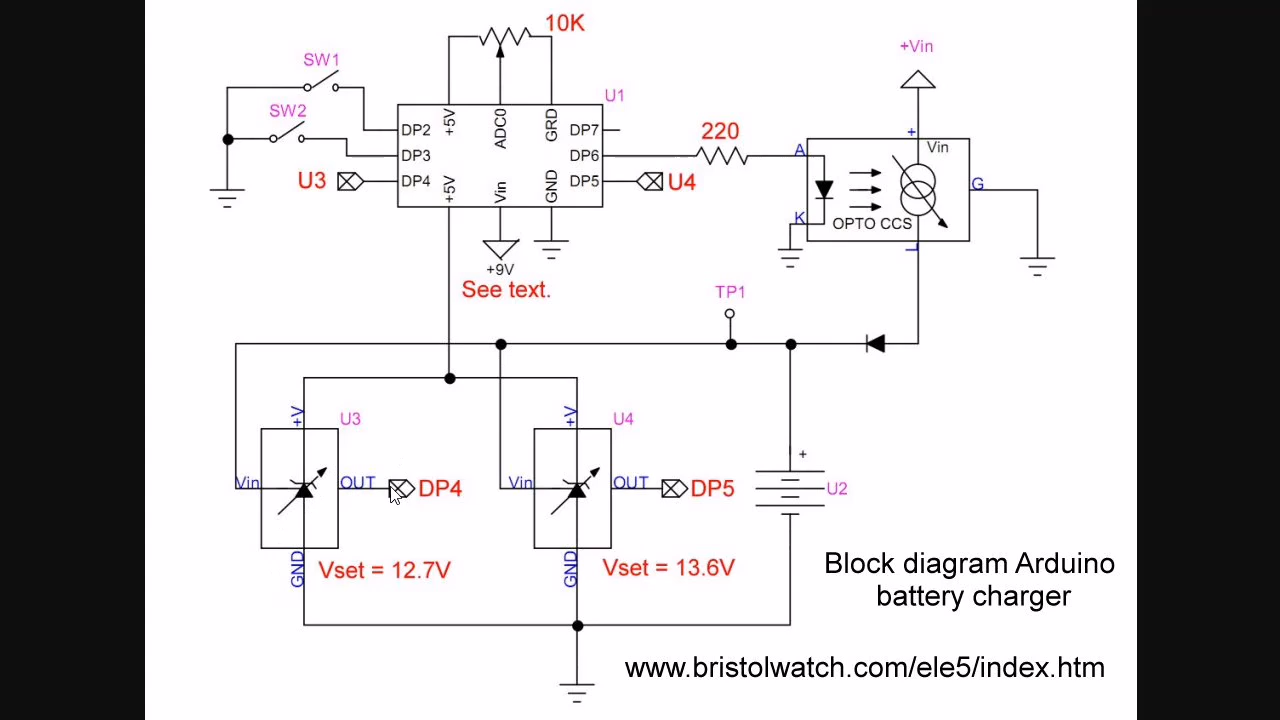 10K
+Vin
SW1
SW2
U1
DP2
+5V
ADC0
GRD
DP7
DP3
DP6
220
A
+
Vin
U3
DP4
+5V
Vin
GND
DP5
U4
G
K
OPTO CCS
L
+9V
See text.
TP1
+V
U3
+V
U4
Vin
OUT
DP4
Vin
OUT
DP5
+
U2
GND
Vset = 12.7V
GND
Vset = 13.6V
Block diagram Arduino
battery charger
www.bristolwatch.com/ele5/index.htm